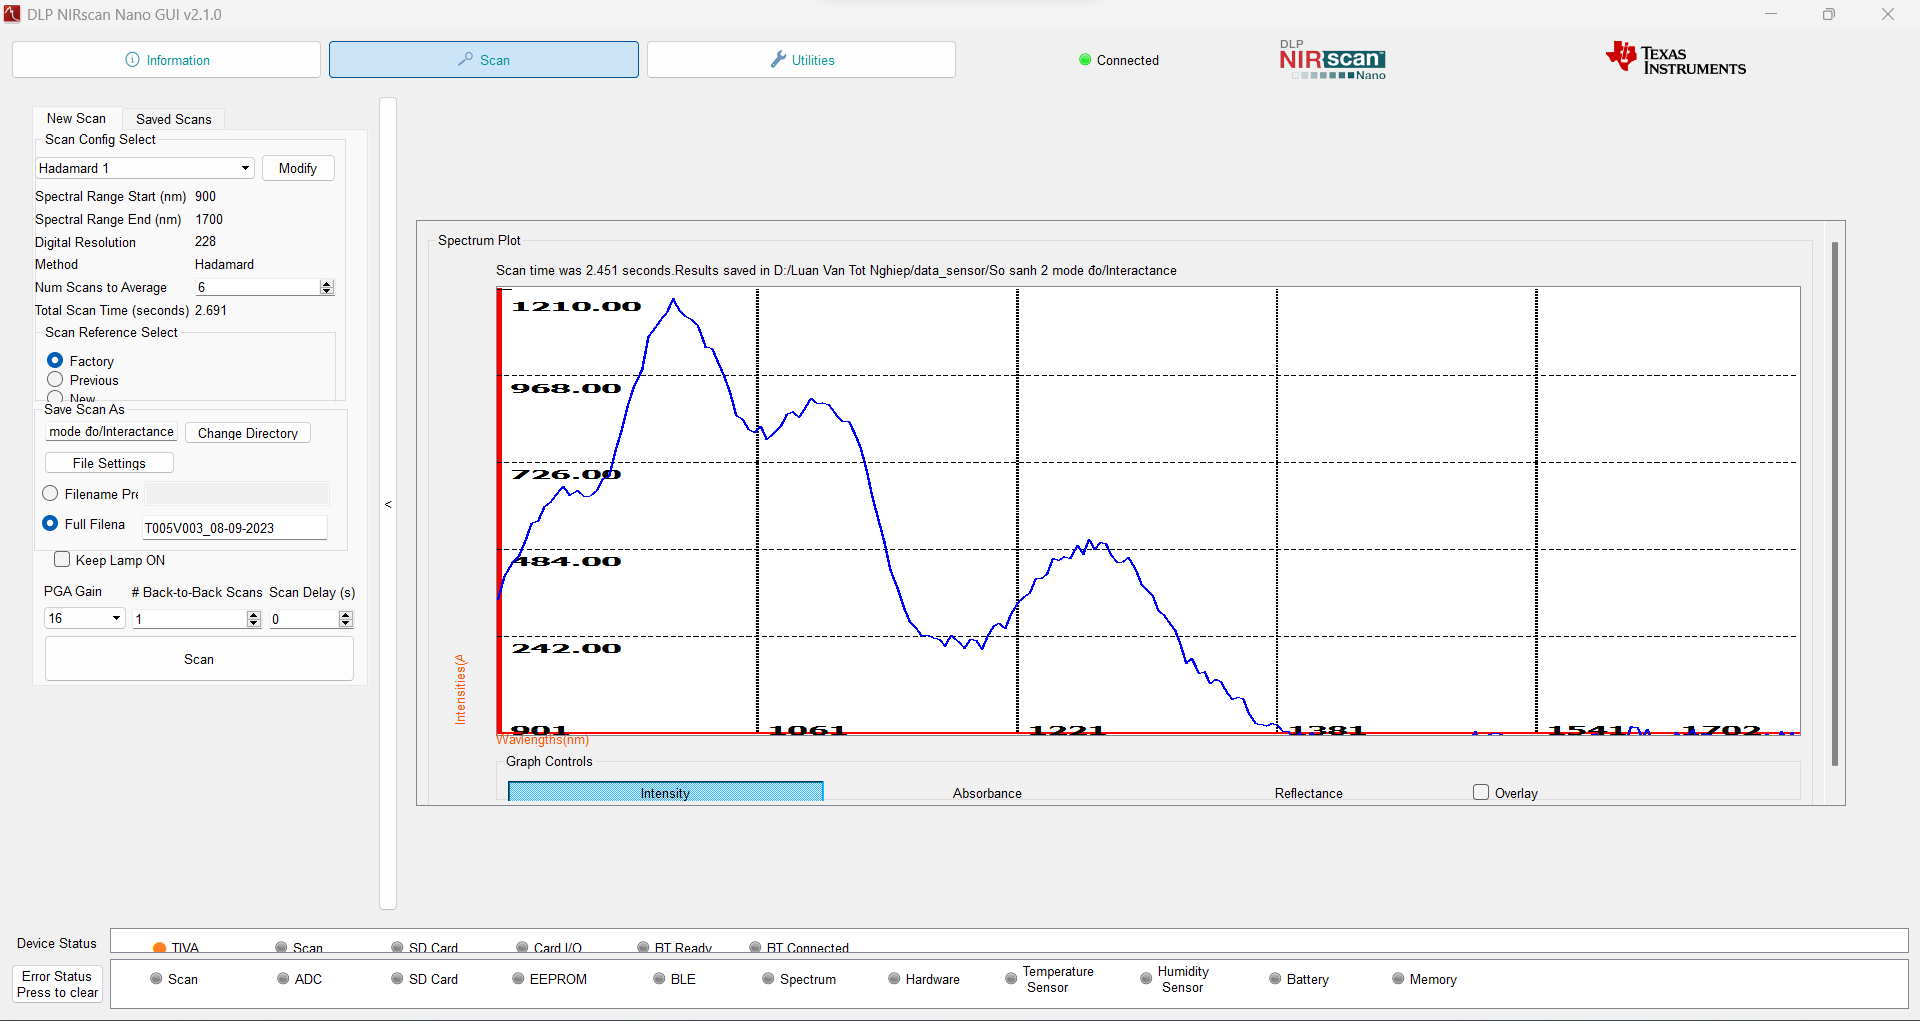 DLP NIRscan Nano GUI v2.1.0
Information
Scan
Utilities
Connected
DLP
NIRscan
Nano
TEXAS
INSTRUMENTS
New Scan
Saved Scans
Scan Config Select
Hadamard 1
Modify
Spectral Range Start (nm) 900
Spectral Range End (nm) 1700
Digital Resolution 228
Method Hadamard
Num Scans to Average 6
Total Scan Time (seconds) 2.691
Scan Reference Select
Factory
Previous
New
Save Scan As
mode đo/Interactance
Change Directory
File Settings
Filename Pre
Full Filena
T005V003_08-09-2023
Keep Lamp ON
PGA Gain
# Back-to-Back Scans
Scan Delay (s)
16
1
0
Scan
<
Spectrum Plot
Scan time was 2.451 seconds.Results saved in D:/Luan Van Tot Nghiep/data_sensor/So sanh 2 mode đo/Interactance
1210.00
968.00
726.00
484.00
242.00
Intensities(A
901
1061
1221
1381
1541
1702
Wavlengths(nm)
Graph Controls
Intensity
Absorbance
Reflectance
Overlay
Device Status
TIVA
Scan
SD Card
Card I/O
BT Ready
BT Connected
Error Status
Press to clear
Scan
ADC
SD Card
EEPROM
BLE
Spectrum
Hardware
Temperature
Sensor
Humidity
Sensor
Battery
Memory